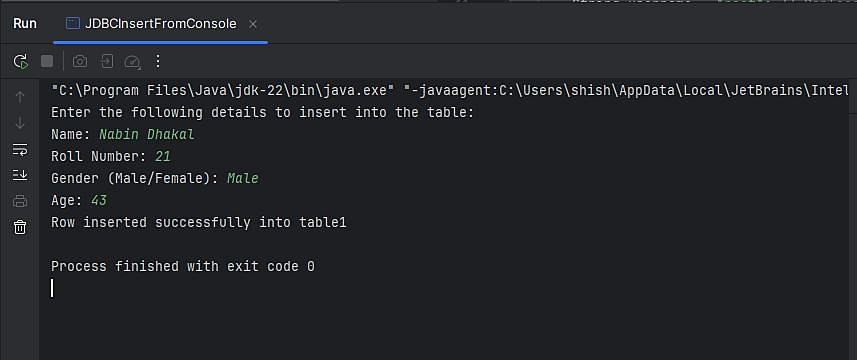 Run JDBCInsertFromConsole
"C:\Program Files\Java\jdk-22\bin\java.exe" "-javaagent:C:\Users\shish\AppData\Local\JetBrains\Intel
Enter the following details to insert into the table:
Name: Nabin Dhakal
Roll Number: 21
Gender (Male/Female): Male
Age: 43
Row inserted successfully into table1
Process finished with exit code 0